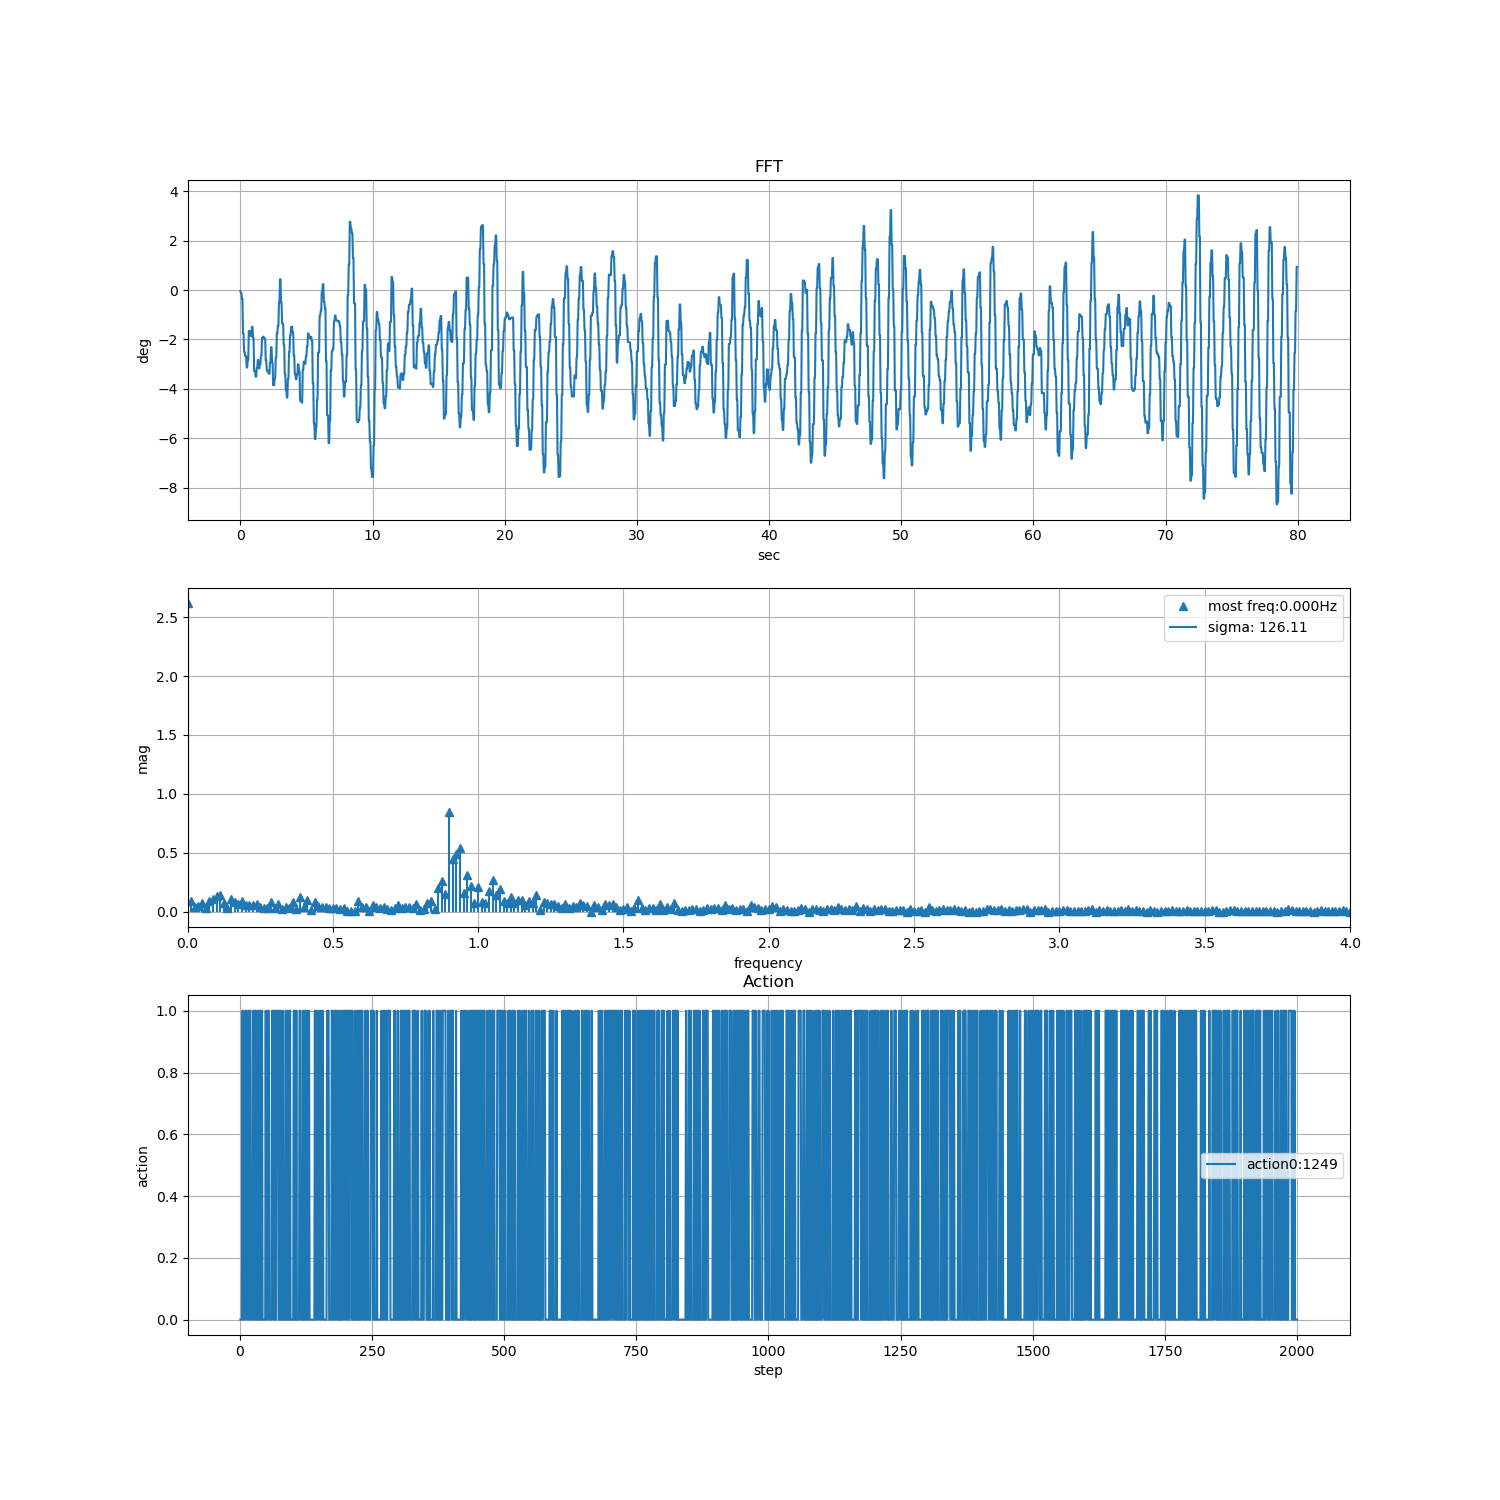 FFT
4
2
0
−2
−4
−6
−8
deg
0 10 20 30 40 50 60 70 80
sec
most freq:0.000Hz
sigma: 126.11
2.5
2.0
1.5
1.0
0.5
0.0
mag
0.0 0.5 1.0 1.5 2.0 2.5 3.0 3.5 4.0
frequency
Action
1.0
0.8
0.6
0.4
0.2
0.0
action
action0:1249
0 250 500 750 1000 1250 1500 1750 2000
step